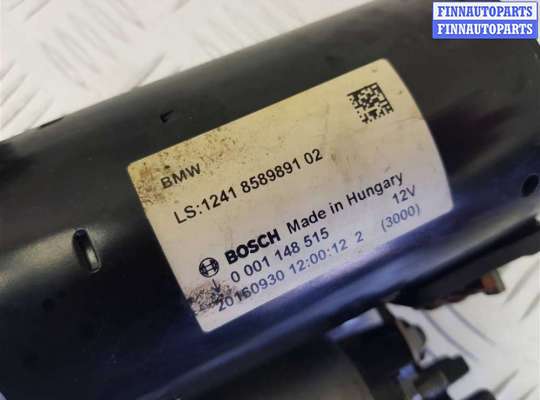 FINNAUTOPARTS
FINNAUTOPARTS
BMW
LS:1241 8589891 02
BOSCH Made in Hungary
0 001 148 515 12V
20160930 12:00:12 2 (3000)